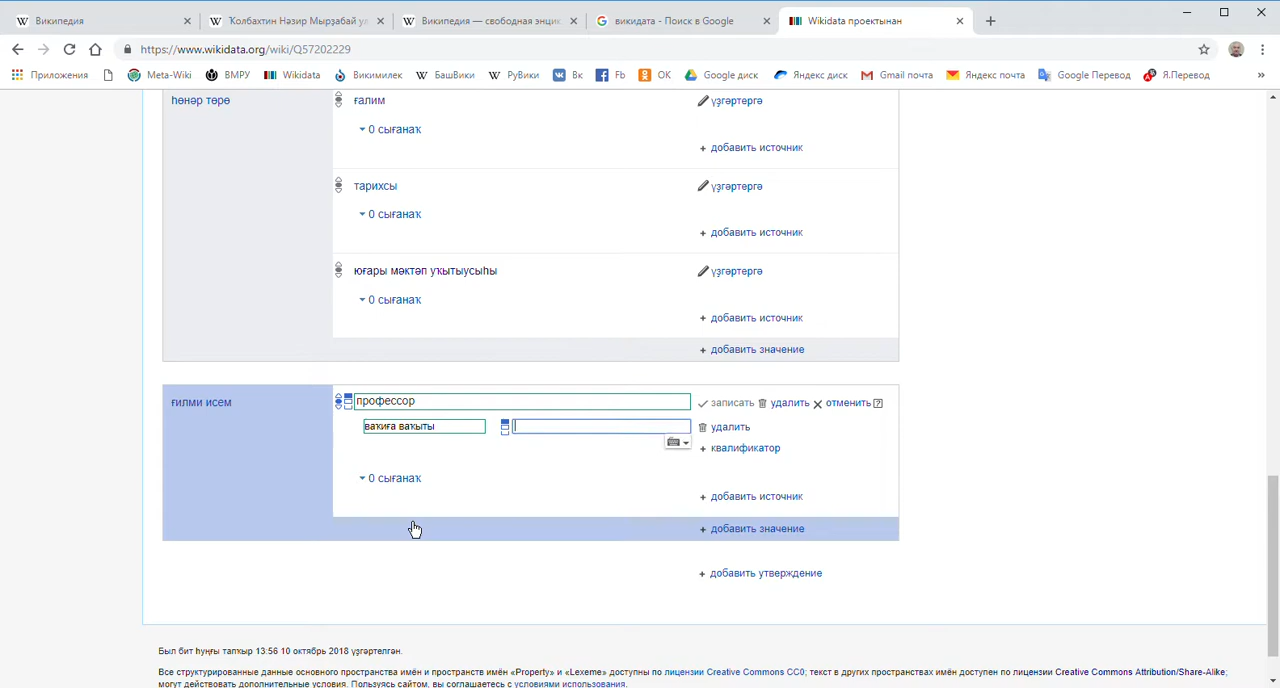 Википедия
Ҡолбахтин Нәзир Мырҙабай ул
Википедия — свободная энцик
викидата - Поиск в Google
Wikidata проектынан
https://www.wikidata.org/wiki/Q57202229
Приложения
Meta-Wiki
ВМРУ
Wikidata
Викимилек
БашВики
РуВики
Вк
Fb
OK
Google диск
Яндекс диск
Gmail почта
Яндекс почта
Google Перевод
Я.Перевод
»
һөнәр төрө
ғалим
үҙгәртергә
0 сығанаҡ
+ добавить источник
тарихсы
үҙгәртергә
0 сығанаҡ
+ добавить источник
юғары мәктәп уҡытыусыһы
үҙгәртергә
0 сығанаҡ
+ добавить источник
+ добавить значение
ғилми исем
профессор
записать удалить отменить [?]
ваҡиға ваҡыты
удалить
+ квалификатор
0 сығанаҡ
+ добавить источник
+ добавить значение
+ добавить утверждение
Был бит һуңғы тапҡыр 13:56 10 октябрь 2018 үҙгәртелгән.
Все структурированные данные основного пространства имён и пространств имён «Property» и «Lexeme» доступны по лицензии Creative Commons CC0; текст в других пространствах имён доступен по лицензии Creative Commons Attribution/Share-Alike;
могут действовать дополнительные условия. Пользуясь сайтом, вы соглашаетесь с условиями использования.